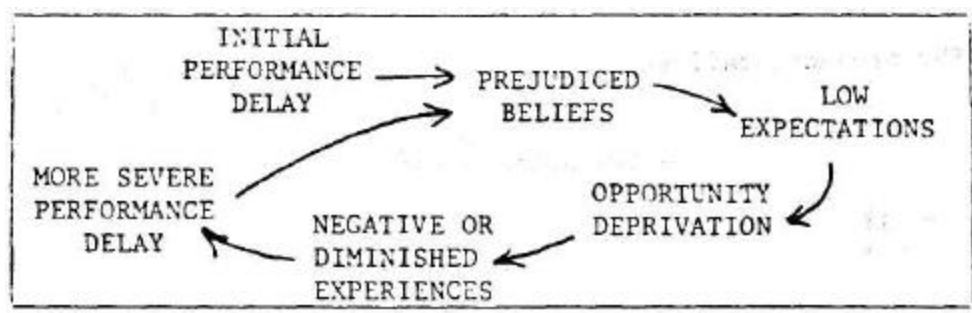 INITIAL
PERFORMANCE
DELAY
PREJUDICED
BELIEFS
LOW
EXPECTATIONS
OPPORTUNITY
DEPRIVATION
NEGATIVE OR
DIMINISHED
EXPERIENCES
MORE SEVERE
PERFORMANCE
DELAY